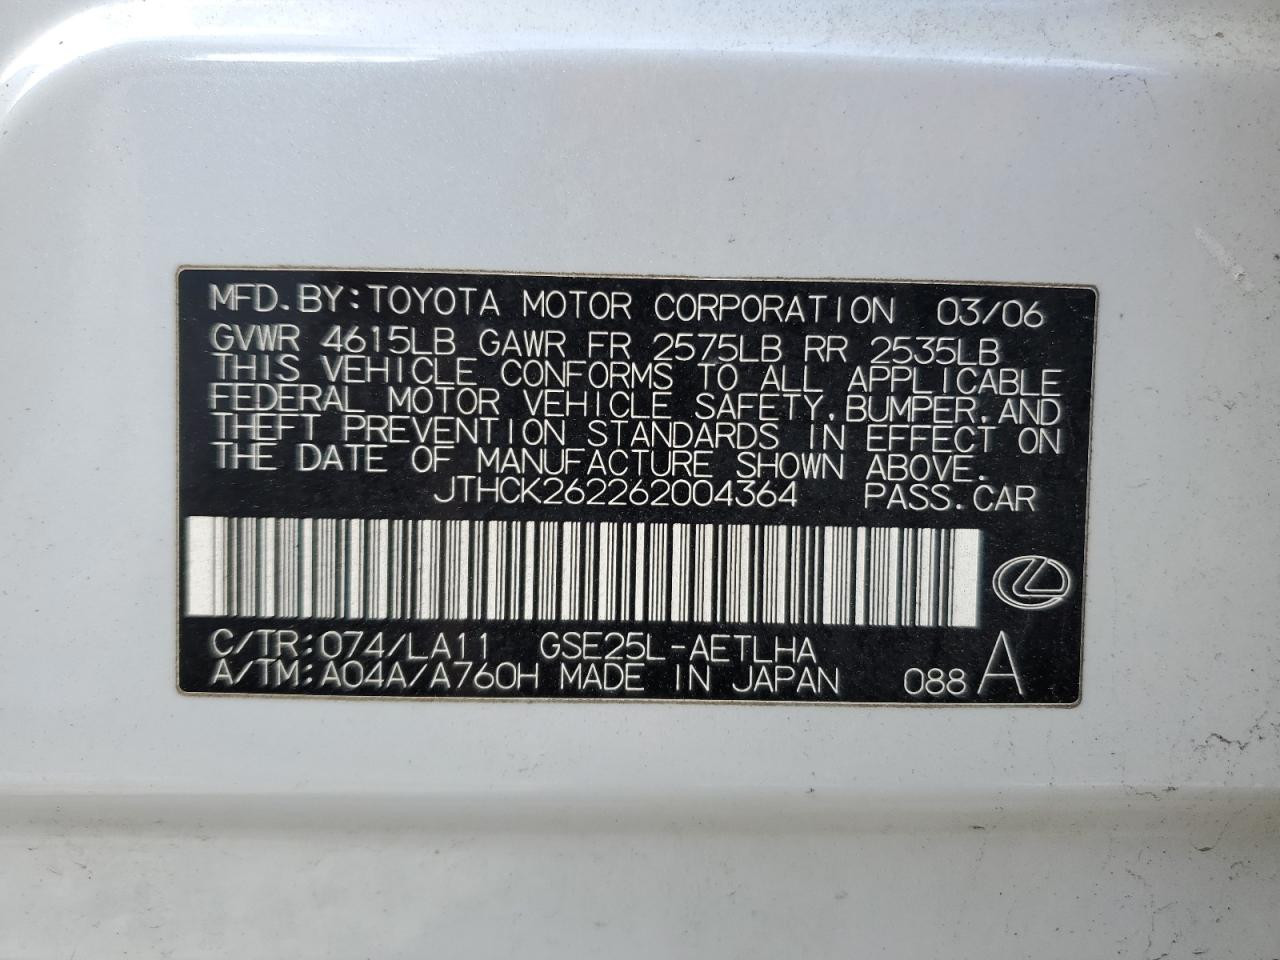 MFD. BY: TOYOTA MOTOR CORPORATION 03/06
GVWR 4615LB GAWR FR 2575LB RR 2535LB
THIS VEHICLE CONFORMS TO ALL APPLICABLE
FEDERAL MOTOR VEHICLE SAFETY, BUMPER, AND
THEFT PREVENTION STANDARDS IN EFFECT ON
THE DATE OF MANUFACTURE SHOWN ABOVE.
JTHCK262262004364 PASS. CAR
C/TR: 074/LA11 GSE25L-AETLHA
A/TM: A04A/A760H MADE IN JAPAN 088 A